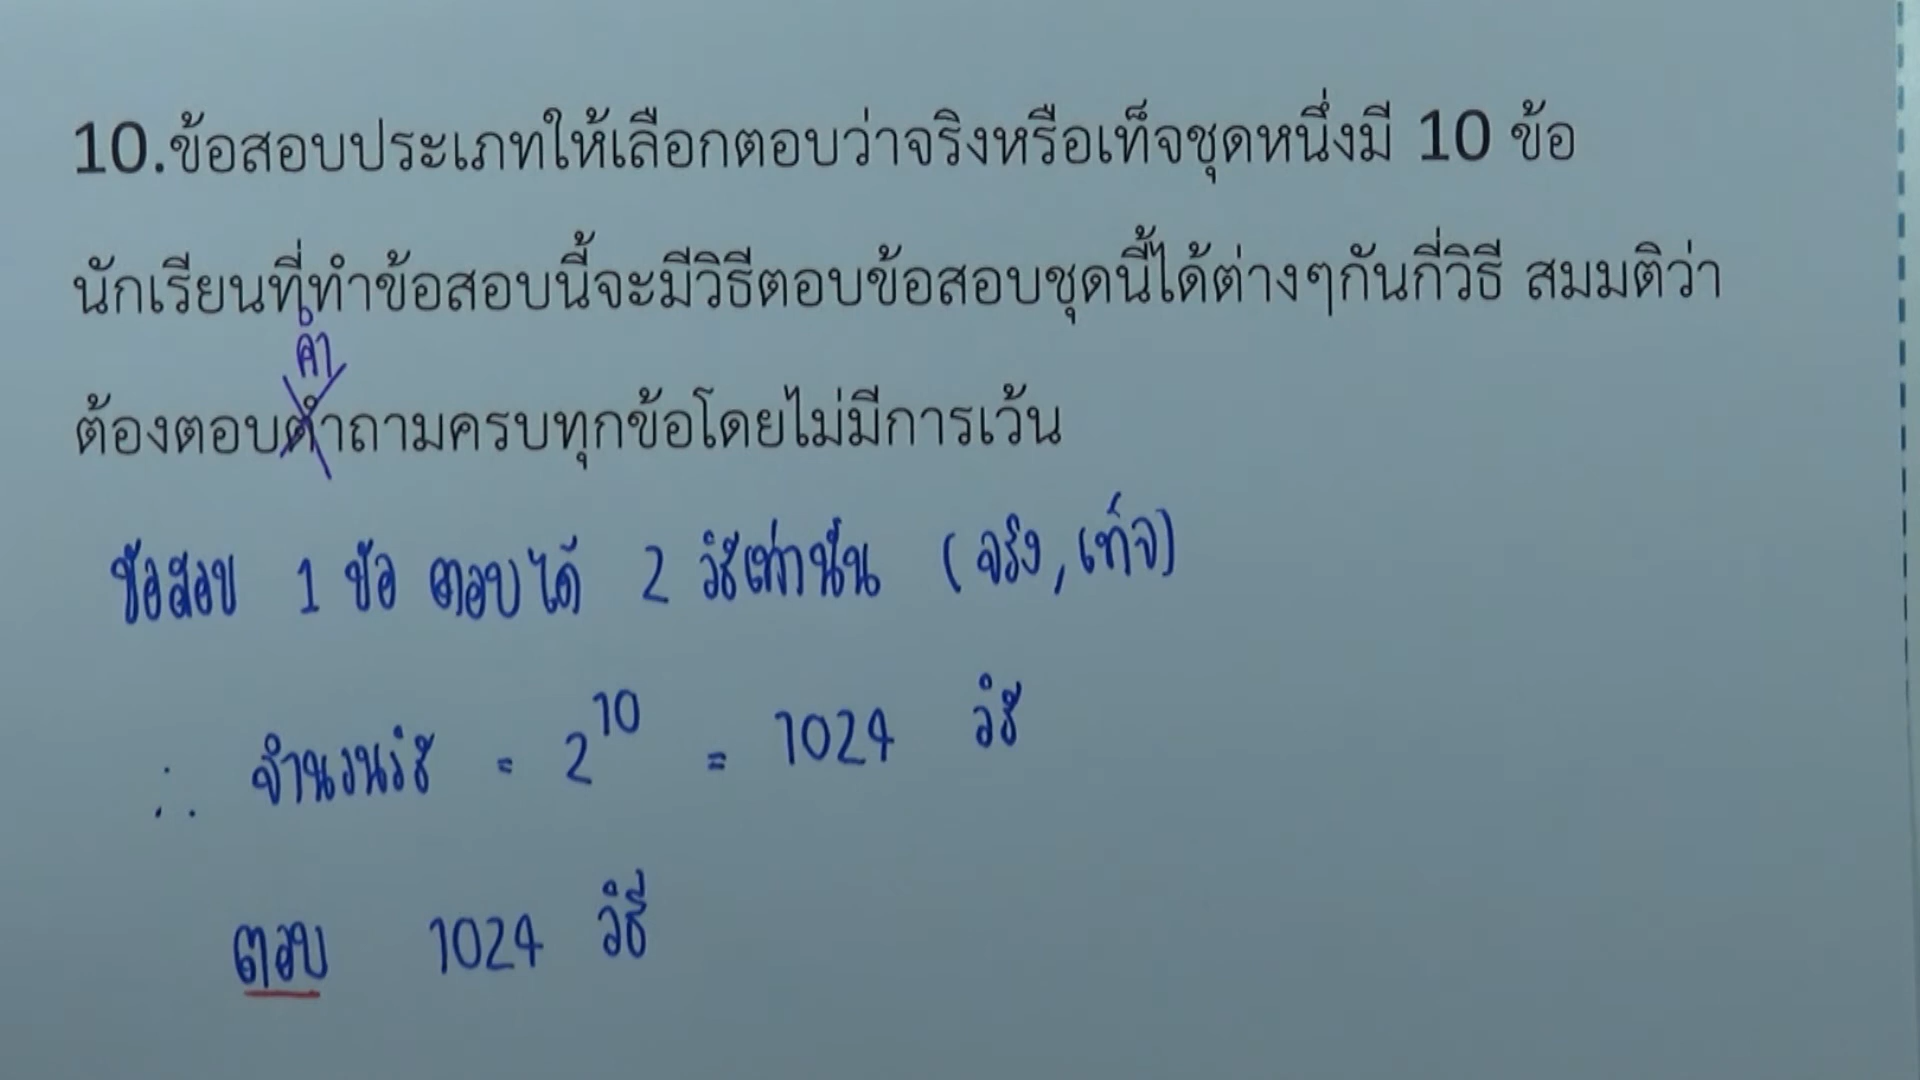 10.ข้อสอบประเภทให้เลือกตอบว่าจริงหรือเท็จชุดหนึ่งมี 10 ข้อ
นักเรียนที่ทำข้อสอบนี้จะมีวิธีตอบข้อสอบชุดนี้ได้ต่างๆกันกี่วิธี สมมติว่า
คำ
ต้องตอบตำถามครบทุกข้อโดยไม่มีการเว้น
ข้อสอบ 1 ข้อ ตอบได้ 2 วิธีเท่านั้น (จริง, เท็จ)
∴ จำนวนวิธี = 2^10 = 1024 วิธี
ตอบ 1024 วิธี